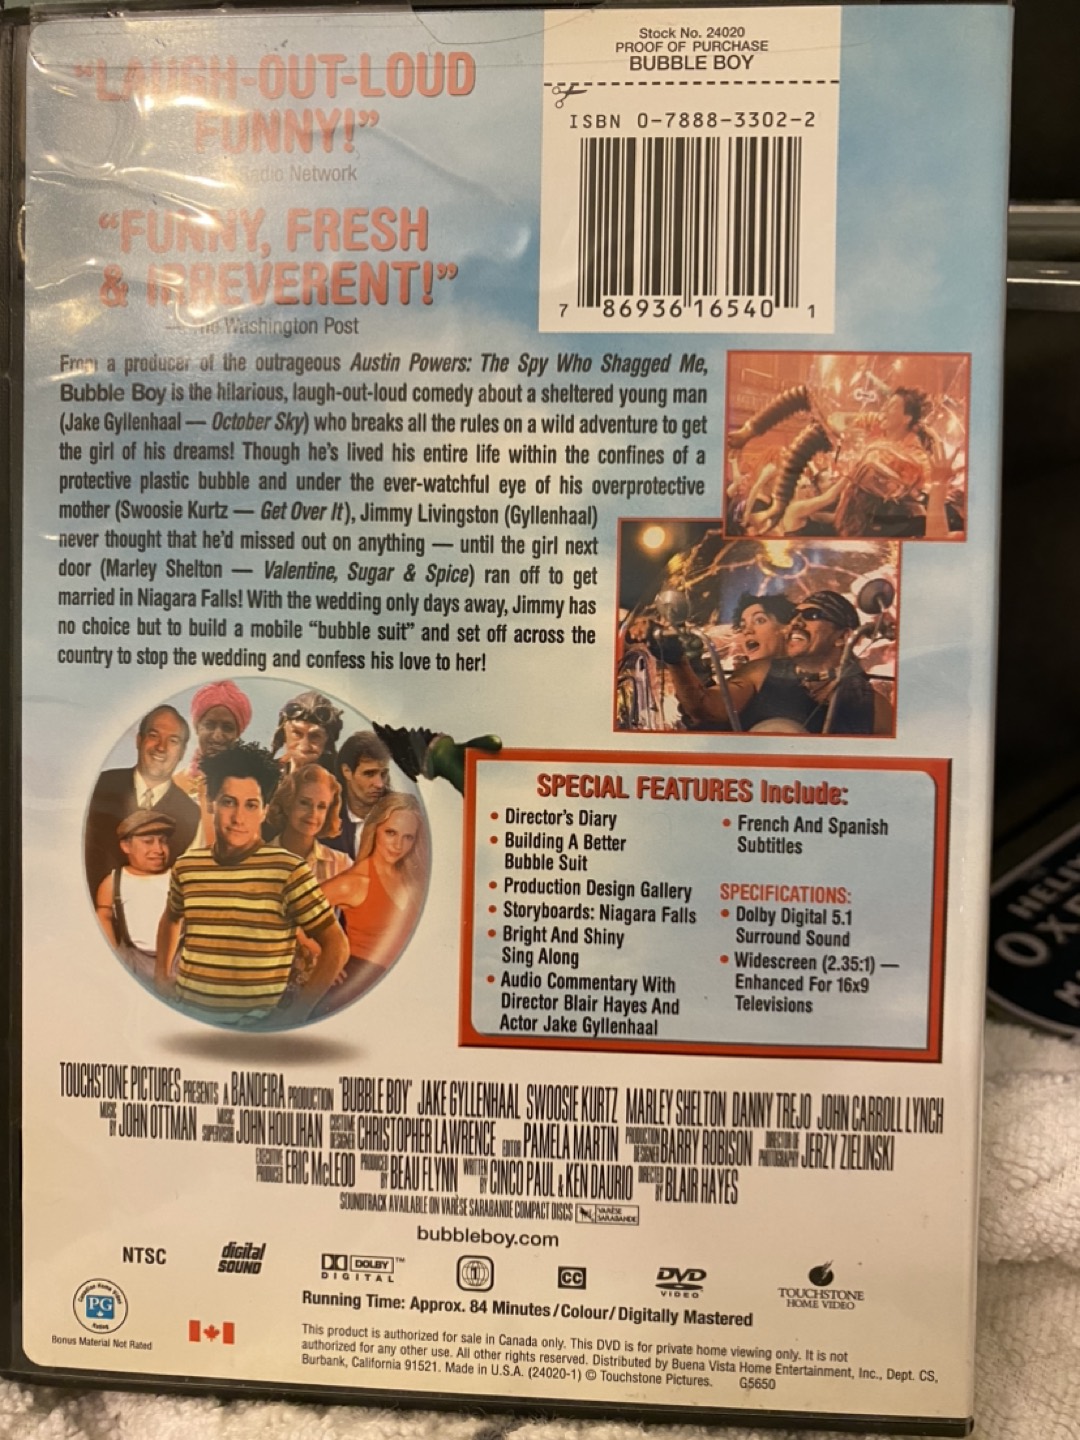 "LAUGH-OUT-LOUD
FUNNY!"
Radio Network
"FUNNY, FRESH
& IRREVERENT!"
— The Washington Post
Stock No. 24020
PROOF OF PURCHASE
BUBBLE BOY
ISBN 0-7888-3302-2
7 86936 16540 1
From a producer of the outrageous Austin Powers: The Spy Who Shagged Me,
Bubble Boy is the hilarious, laugh-out-loud comedy about a sheltered young man
(Jake Gyllenhaal — October Sky) who breaks all the rules on a wild adventure to get
the girl of his dreams! Though he's lived his entire life within the confines of a
protective plastic bubble and under the ever-watchful eye of his overprotective
mother (Swoosie Kurtz — Get Over It), Jimmy Livingston (Gyllenhaal)
never thought that he'd missed out on anything — until the girl next
door (Marley Shelton — Valentine, Sugar & Spice) ran off to get
married in Niagara Falls! With the wedding only days away, Jimmy has
no choice but to build a mobile "bubble suit" and set off across the
country to stop the wedding and confess his love to her!
SPECIAL FEATURES Include:
• Director's Diary
• Building A Better
Bubble Suit
• Production Design Gallery
• Storyboards: Niagara Falls
• Bright And Shiny
Sing Along
• Audio Commentary With
Director Blair Hayes And
Actor Jake Gyllenhaal
• French And Spanish
Subtitles
SPECIFICATIONS:
• Dolby Digital 5.1
Surround Sound
• Widescreen (2.35:1) —
Enhanced For 16x9
Televisions
TOUCHSTONE PICTURES PRESENTS A BANDEIRA PRODUCTION "BUBBLE BOY" JAKE GYLLENHAAL SWOOSIE KURTZ MARLEY SHELTON DANNY TREJO JOHN CARROLL LYNCH
MUSIC BY JOHN OTTMAN MUSIC SUPERVISION JOHN HOULIHAN COSTUME DESIGNER CHRISTOPHER LAWRENCE EDITOR PAMELA MARTIN PRODUCTION DESIGNER BARRY ROBISON DIRECTOR OF PHOTOGRAPHY JERZY ZIELINSKI
EXECUTIVE PRODUCER ERIC McLEOD PRODUCED BY BEAU FLYNN WRITTEN BY CINCO PAUL & KEN DAURIO DIRECTED BY BLAIR HAYES
SOUNDTRACK AVAILABLE ON VARÈSE SARABANDE COMPACT DISCS VARÈSE SARABANDE
bubbleboy.com
NTSC
digital
SOUND
DOLBY™
DIGITAL
1
CC
DVD
VIDEO
TOUCHSTONE
HOME VIDEO
Canadian Home Video
PG
Rated
Bonus Material Not Rated
Running Time: Approx. 84 Minutes/Colour/Digitally Mastered
This product is authorized for sale in Canada only. This DVD is for private home viewing only. It is not
authorized for any other use. All other rights reserved. Distributed by Buena Vista Home Entertainment, Inc., Dept. CS,
Burbank, California 91521. Made in U.S.A. (24020-1) © Touchstone Pictures. G5650